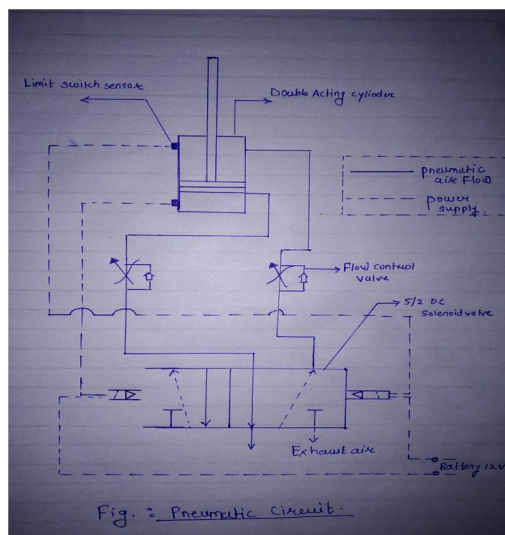 Limit switch sensor
Double Acting cylinder
pneumatic
air Flow
power
supply.
Flow control
valve
5/2 DC
Solenoid valve
Exhaust air.
Battery 12V
Fig. : Pneumatic Circuit.